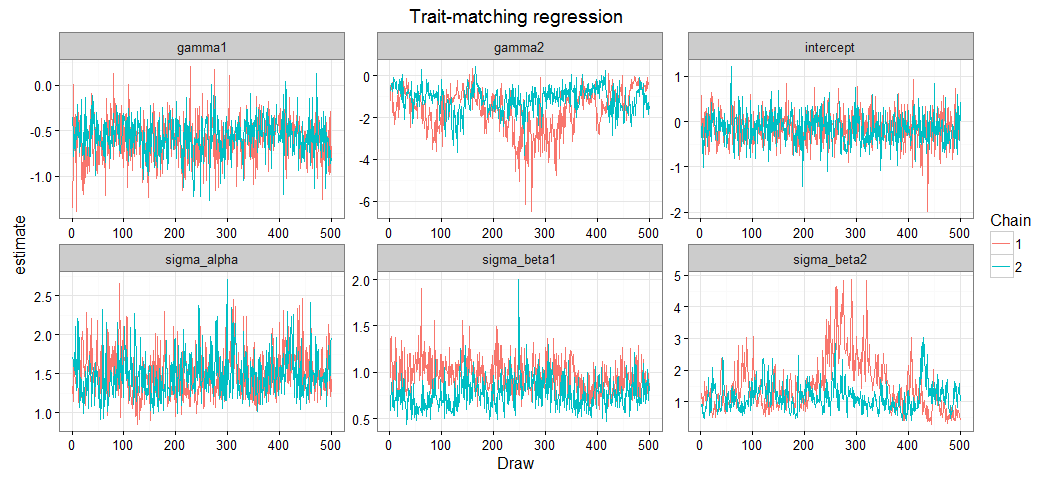 Trait-matching regression
gamma1
gamma2
intercept
0.0
-0.5
-1.0
0
-2
-4
-6
1
0
-1
-2
0 100 200 300 400 500
0 100 200 300 400 500
0 100 200 300 400 500
estimate
sigma_alpha
sigma_beta1
sigma_beta2
2.5
2.0
1.5
1.0
2.0
1.5
1.0
0.5
5
4
3
2
1
0 100 200 300 400 500
0 100 200 300 400 500
0 100 200 300 400 500
Draw
Chain
1
2